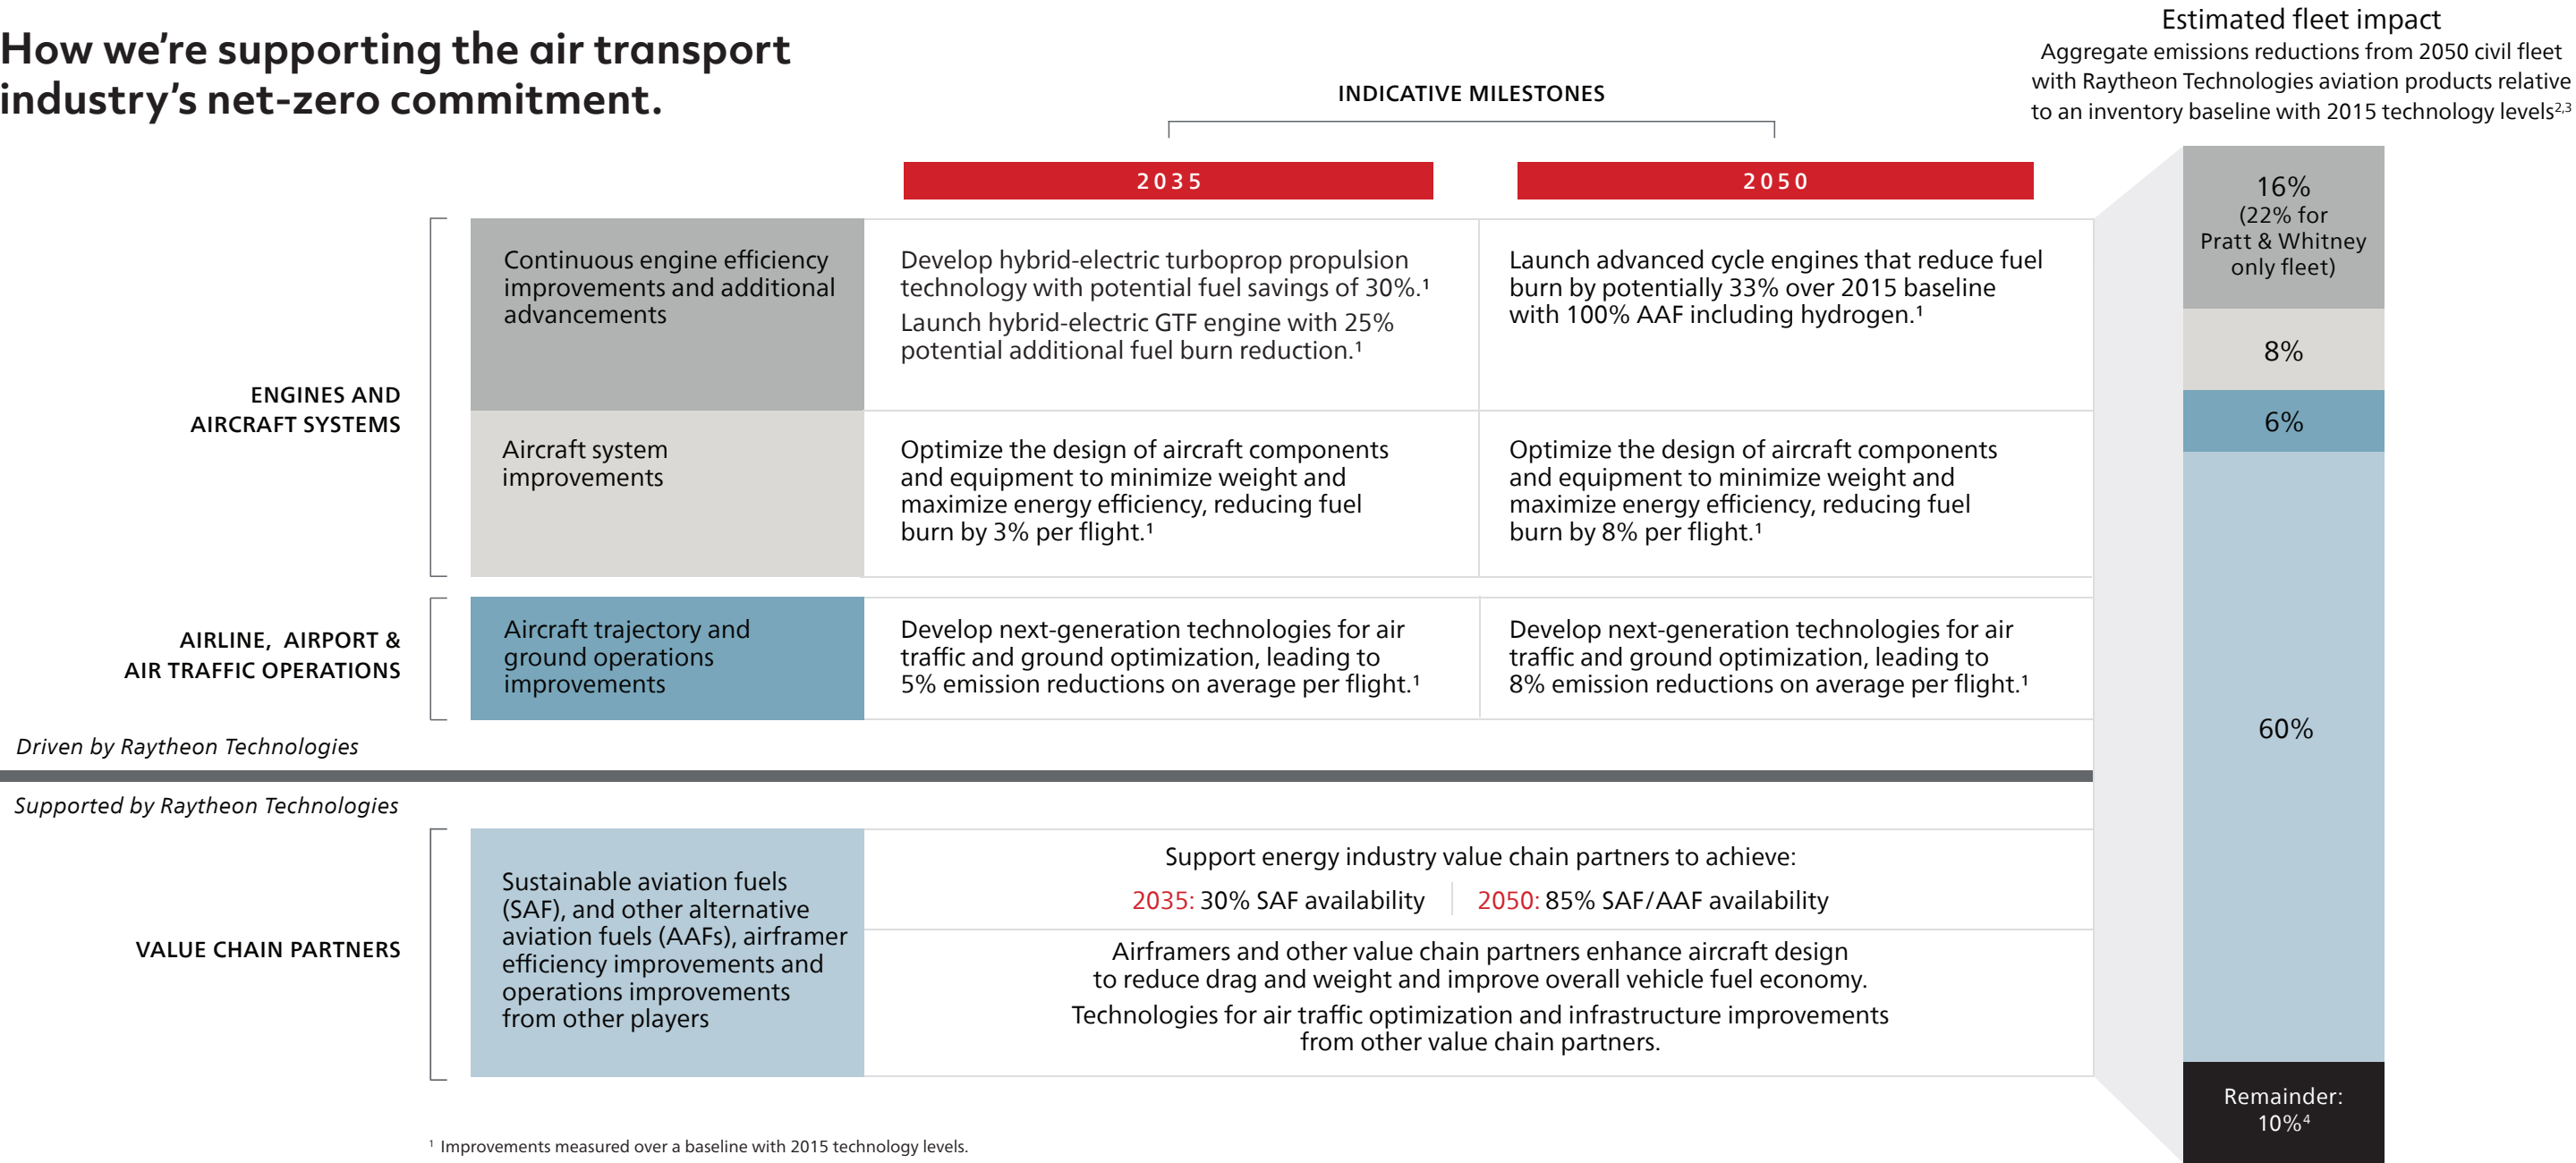 How we’re supporting the air transport
industry’s net-zero commitment.
Estimated fleet impact
Aggregate emissions reductions from 2050 civil fleet
with Raytheon Technologies aviation products relative
to an inventory baseline with 2015 technology levels2,3
INDICATIVE MILESTONES
2035
2050
ENGINES AND
AIRCRAFT SYSTEMS
Continuous engine efficiency
improvements and additional
advancements
Develop hybrid-electric turboprop propulsion
technology with potential fuel savings of 30%.¹
Launch hybrid-electric GTF engine with 25%
potential additional fuel burn reduction.¹
Launch advanced cycle engines that reduce fuel
burn by potentially 33% over 2015 baseline
with 100% AAF including hydrogen.¹
Aircraft system
improvements
Optimize the design of aircraft components
and equipment to minimize weight and
maximize energy efficiency, reducing fuel
burn by 3% per flight.¹
Optimize the design of aircraft components
and equipment to minimize weight and
maximize energy efficiency, reducing fuel
burn by 8% per flight.¹
AIRLINE, AIRPORT &
AIR TRAFFIC OPERATIONS
Aircraft trajectory and
ground operations
improvements
Develop next-generation technologies for air
traffic and ground optimization, leading to
5% emission reductions on average per flight.¹
Develop next-generation technologies for air
traffic and ground optimization, leading to
8% emission reductions on average per flight.¹
Driven by Raytheon Technologies
Supported by Raytheon Technologies
VALUE CHAIN PARTNERS
Sustainable aviation fuels
(SAF), and other alternative
aviation fuels (AAFs), airframer
efficiency improvements and
operations improvements
from other players
Support energy industry value chain partners to achieve:
2035: 30% SAF availability
2050: 85% SAF/AAF availability
Airframers and other value chain partners enhance aircraft design
to reduce drag and weight and improve overall vehicle fuel economy.
Technologies for air traffic optimization and infrastructure improvements
from other value chain partners.
16%
(22% for
Pratt & Whitney
only fleet)
8%
6%
60%
Remainder:
10%⁴
¹ Improvements measured over a baseline with 2015 technology levels.